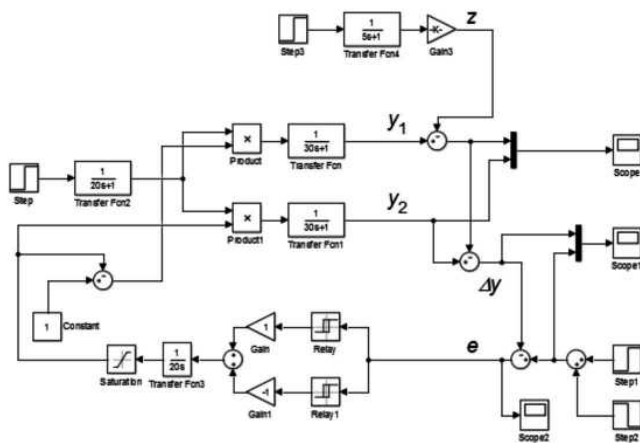 Step3
1
5s+1
Transfer Fcn4
-K-
Gain3
z
Step
1
20s+1
Transfer Fcn2
×
Product
1
30s+1
Transfer Fcn
y1
×
Product1
1
30s+1
Transfer Fcn1
y2
Scope
Scope1
Δy
1
Constant
Saturation
1
20s
Transfer Fcn3
1
Gain
Relay
-1
Gain1
Relay1
e
Scope2
Step1
Step2